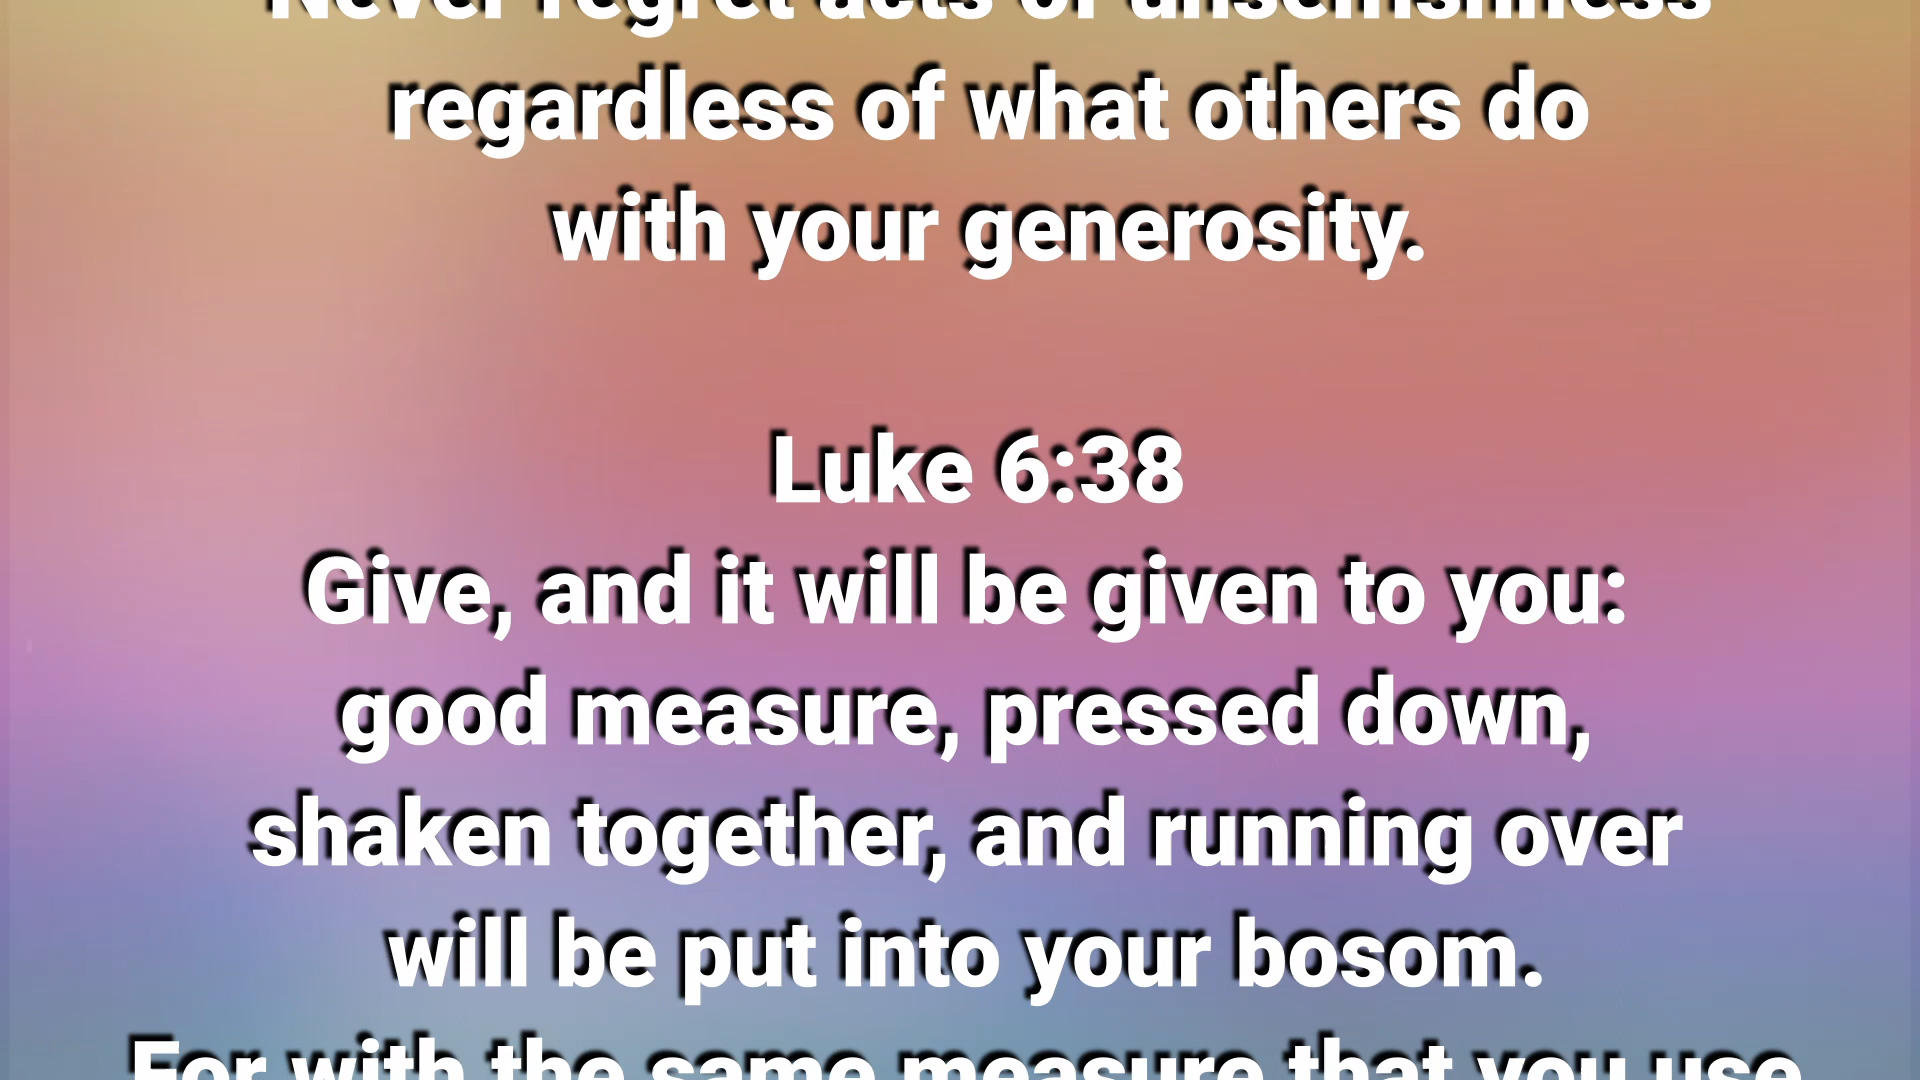 Never regret acts of unselfishness
regardless of what others do
with your generosity.
Luke 6:38
Give, and it will be given to you:
good measure, pressed down,
shaken together, and running over
will be put into your bosom.
For with the same measure that you use